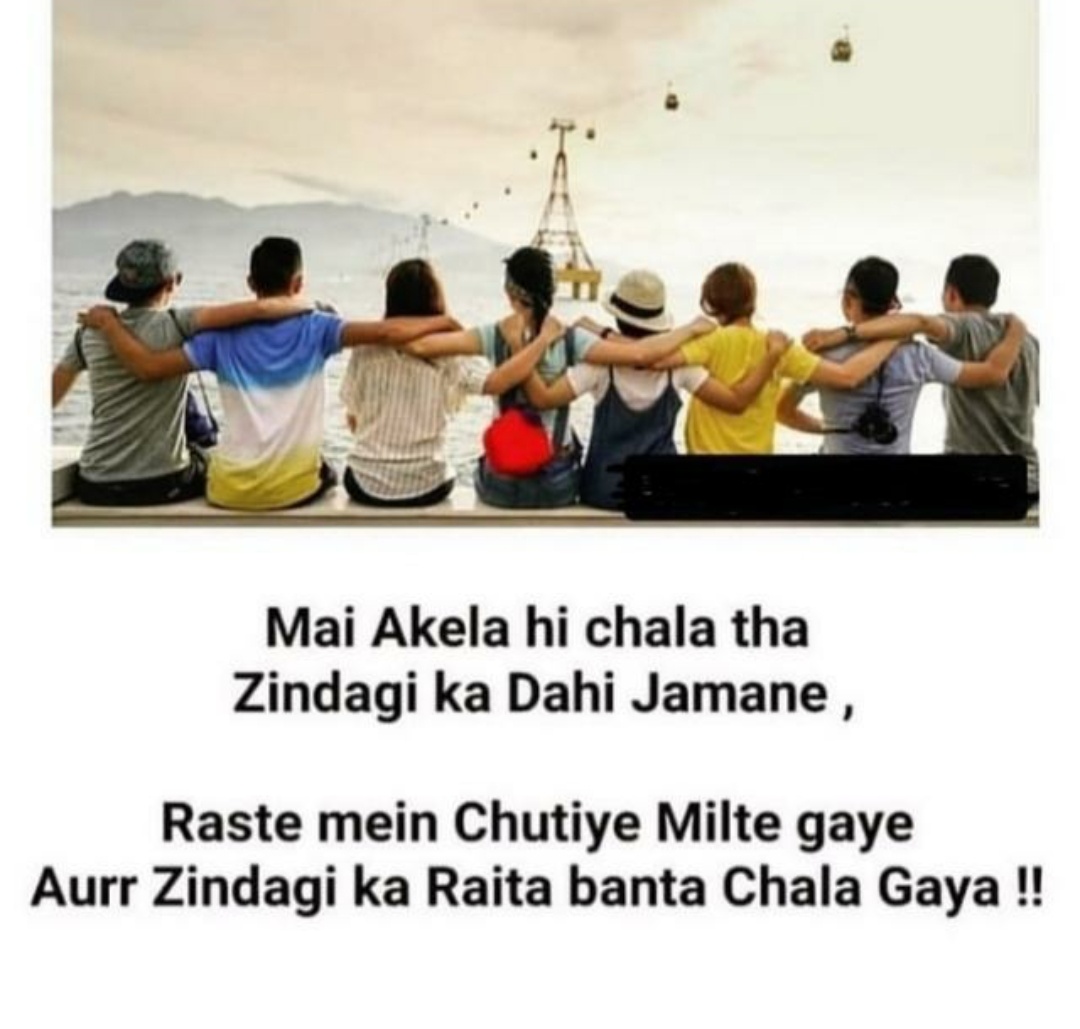 Mai Akela hi chala tha
Zindagi ka Dahi Jamane ,
Raste mein Chutiye Milte gaye
Aurr Zindagi ka Raita banta Chala Gaya !!